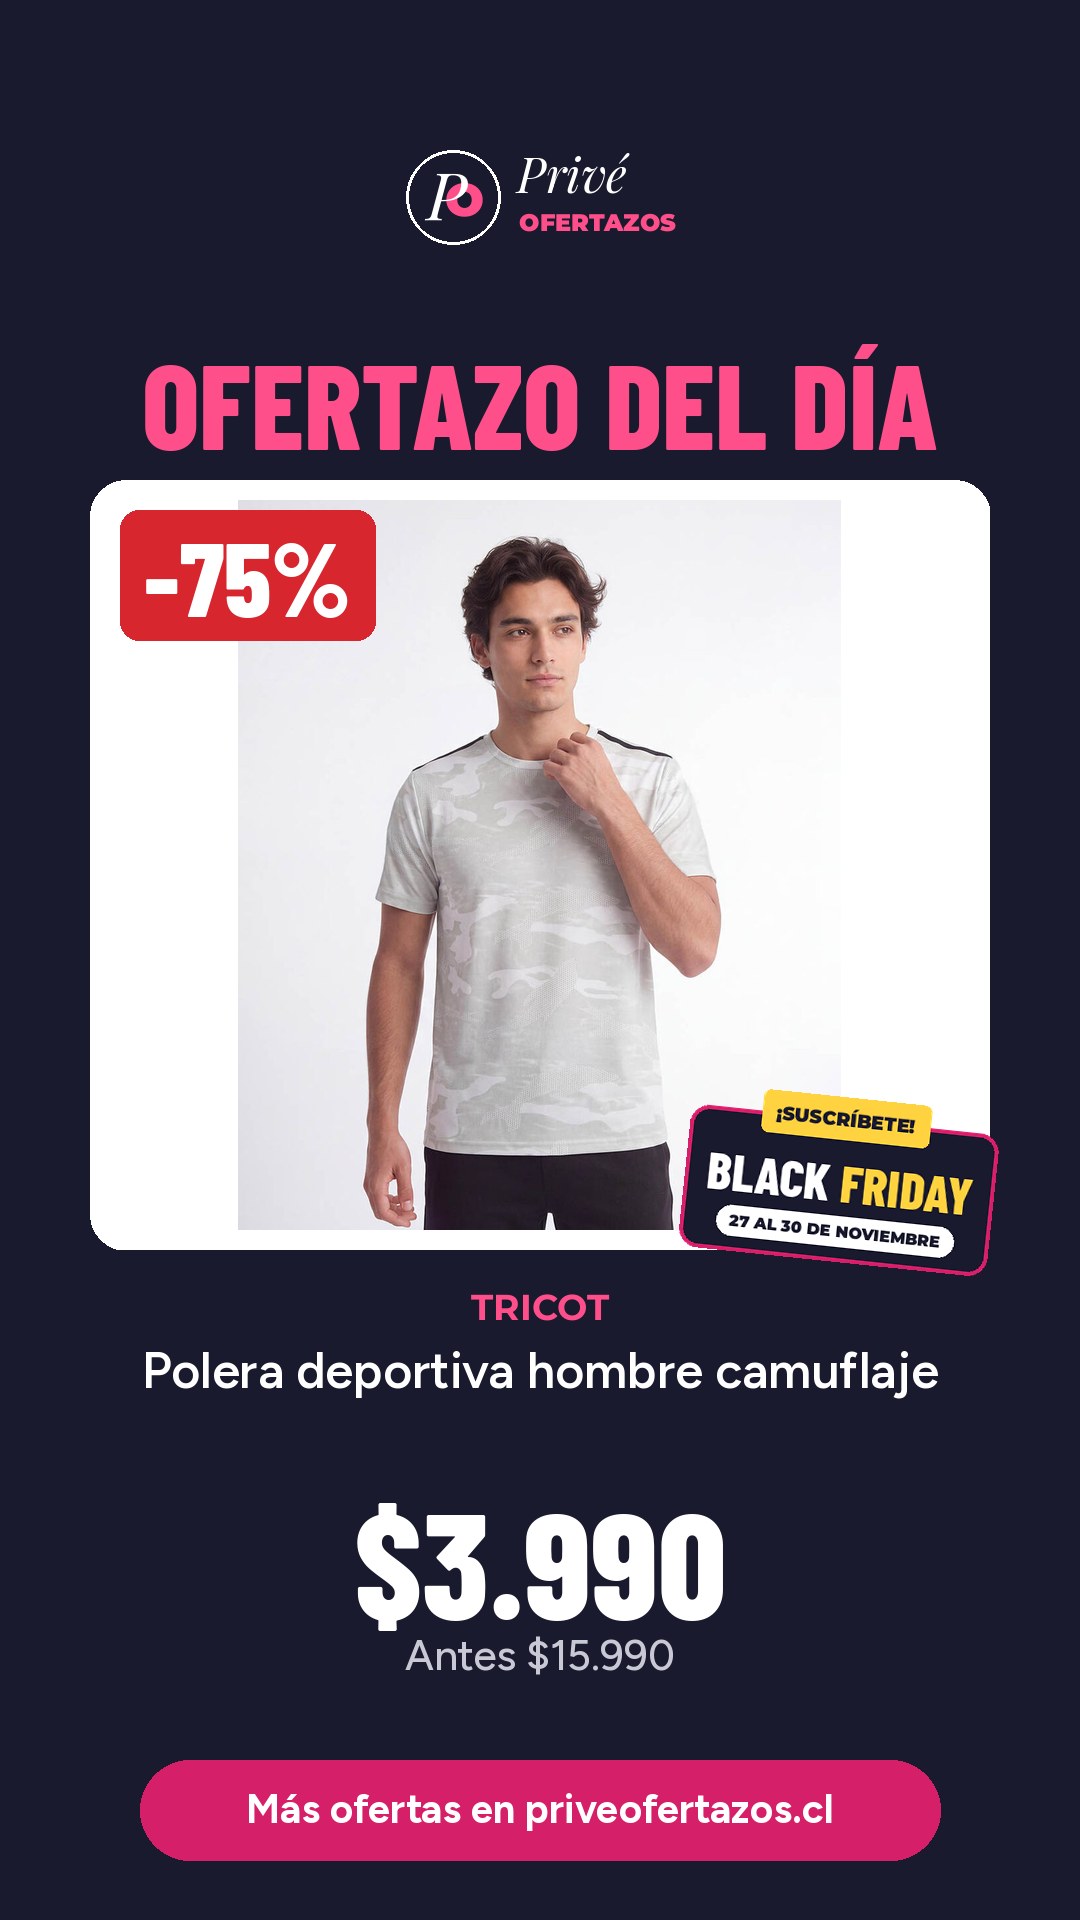 PO
Privé
OFERTAZOS
OFERTAZO DEL DÍA
-75%
¡SUSCRÍBETE!
BLACK FRIDAY
27 AL 30 DE NOVIEMBRE
TRICOT
Polera deportiva hombre camuflaje
$3.990
Antes $15.990
Más ofertas en priveofertazos.cl